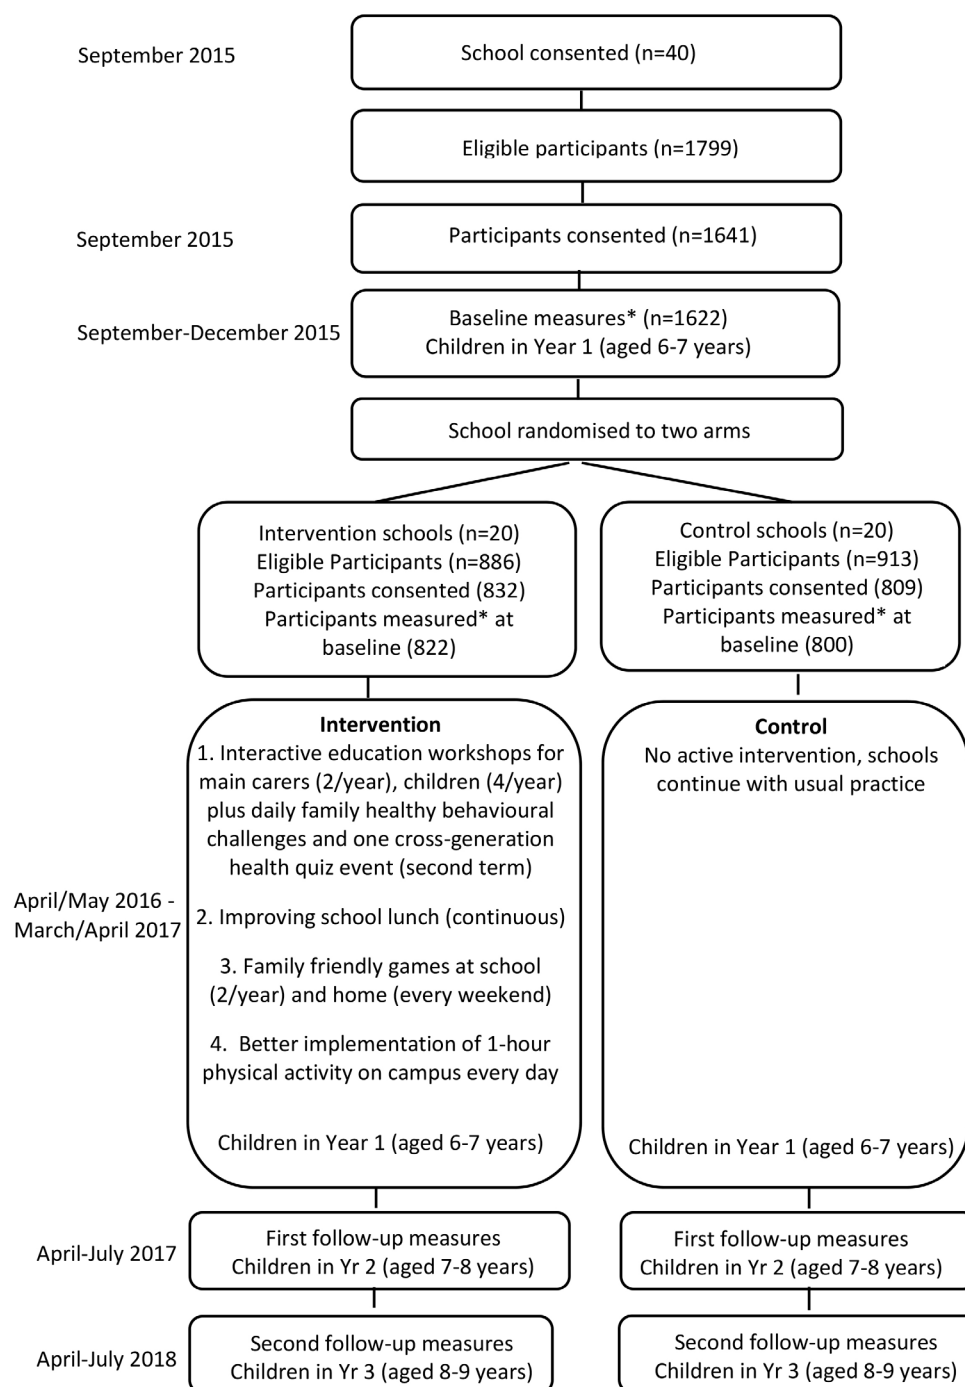 September 2015
School consented (n=40)
Eligible participants (n=1799)
September 2015
Participants consented (n=1641)
September-December 2015
Baseline measures* (n=1622)
Children in Year 1 (aged 6-7 years)
School randomised to two arms
Intervention schools (n=20)
Eligible Participants (n=886)
Participants consented (832)
Participants measured* at
baseline (822)
Control schools (n=20)
Eligible Participants (n=913)
Participants consented (809)
Participants measured* at
baseline (800)
April/May 2016 -
March/April 2017
Intervention
1. Interactive education workshops for
main carers (2/year), children (4/year)
plus daily family healthy behavioural
challenges and one cross-generation
health quiz event (second term)
2. Improving school lunch (continuous)
3. Family friendly games at school
(2/year) and home (every weekend)
4. Better implementation of 1-hour
physical activity on campus every day
Children in Year 1 (aged 6-7 years)
Control
No active intervention, schools
continue with usual practice
Children in Year 1 (aged 6-7 years)
April-July 2017
First follow-up measures
Children in Yr 2 (aged 7-8 years)
First follow-up measures
Children in Yr 2 (aged 7-8 years)
April-July 2018
Second follow-up measures
Children in Yr 3 (aged 8-9 years)
Second follow-up measures
Children in Yr 3 (aged 8-9 years)